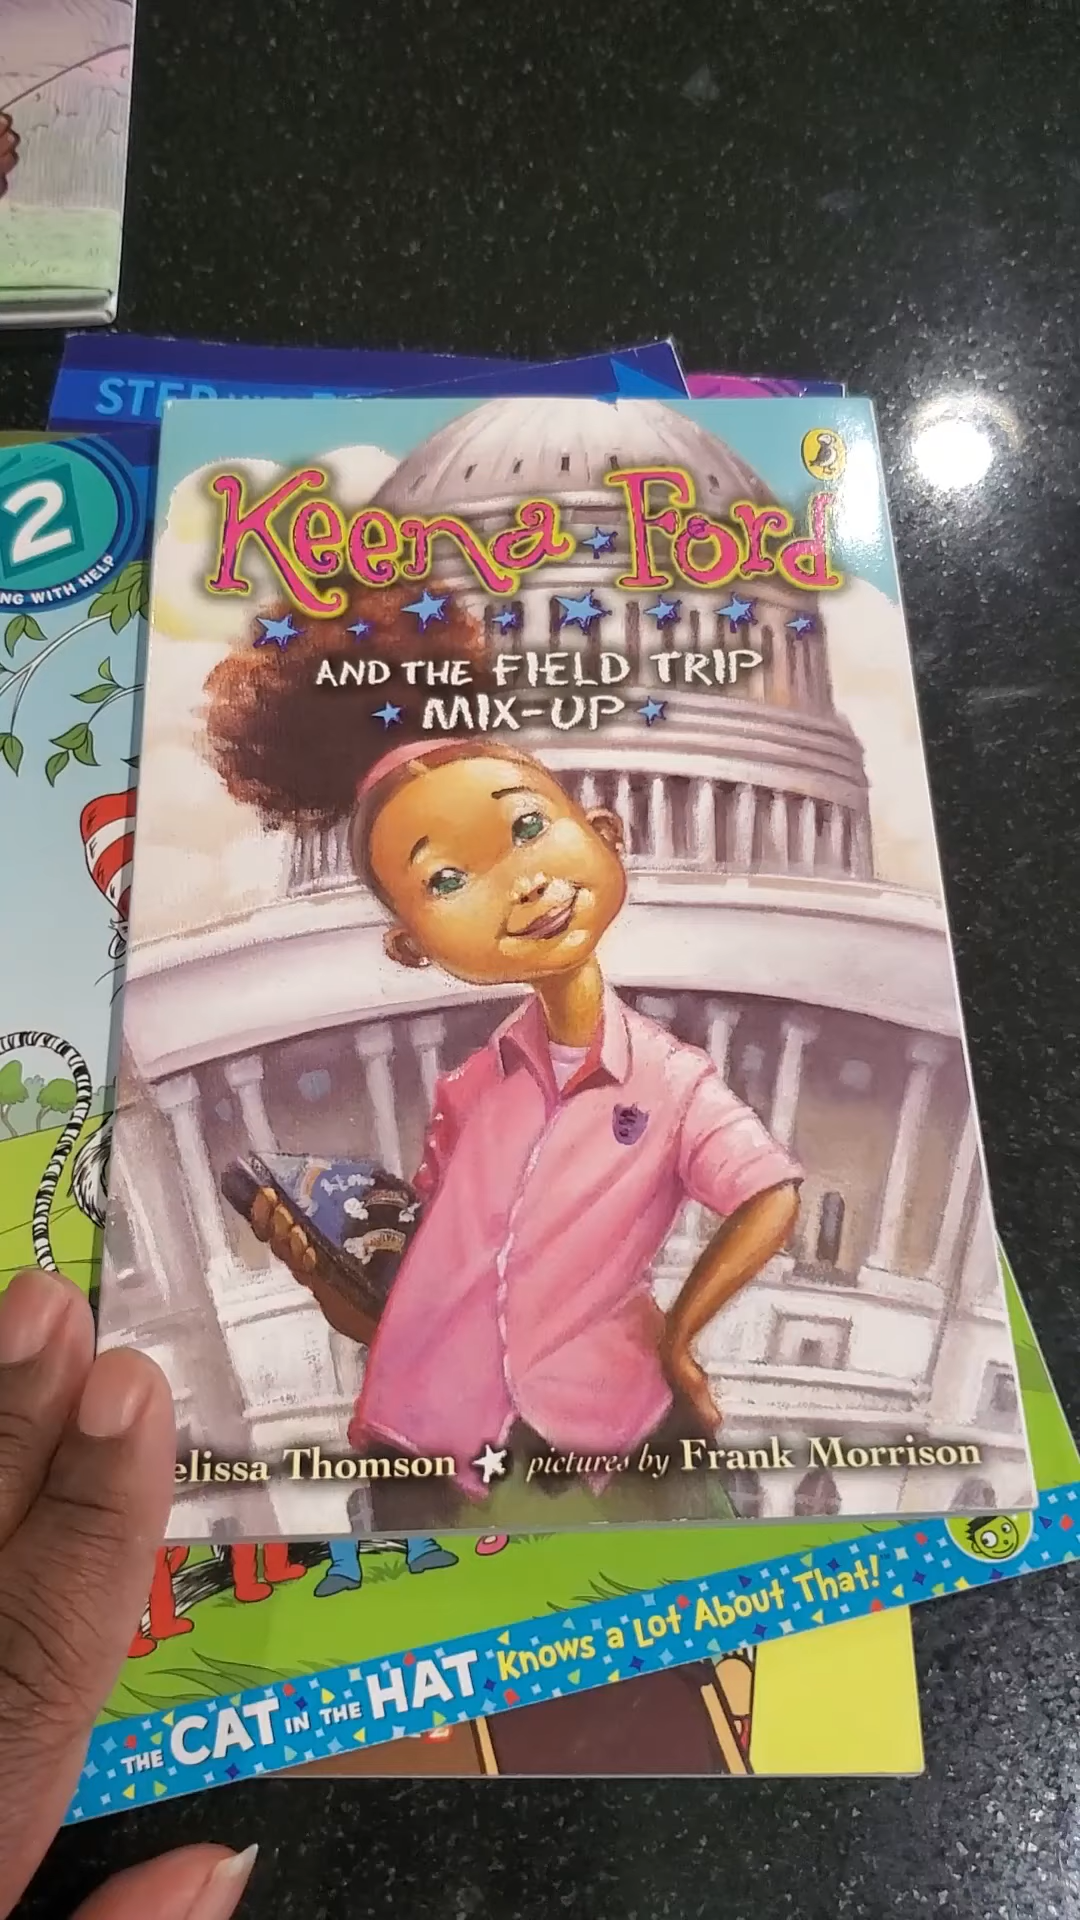 STEP
2
NG WITH HELP
Keena Ford
AND THE FIELD TRIP
MIX-UP
elissa Thomson pictures by Frank Morrison
THE CAT IN THE HAT Knows a Lot About That!